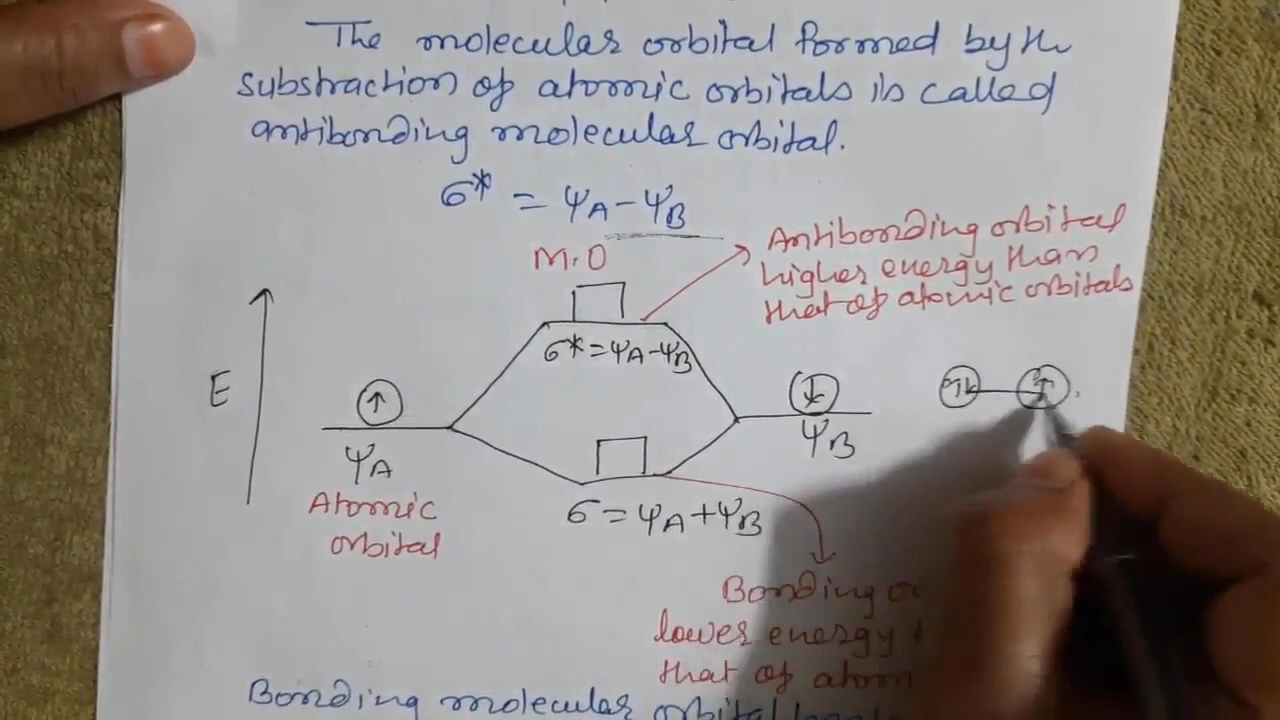 The molecular orbital formed by the
substraction of atomic orbitals is called
antibonding molecular orbital.
σ* = ψA - ψB
M.O
Antibonding orbital
higher energy than
that of atomic orbitals
σ* = ψA - ψB
E
ψA
ψB
Atomic
orbital
σ = ψA + ψB
Bonding
lower energy
that of
Bonding molecular orbital